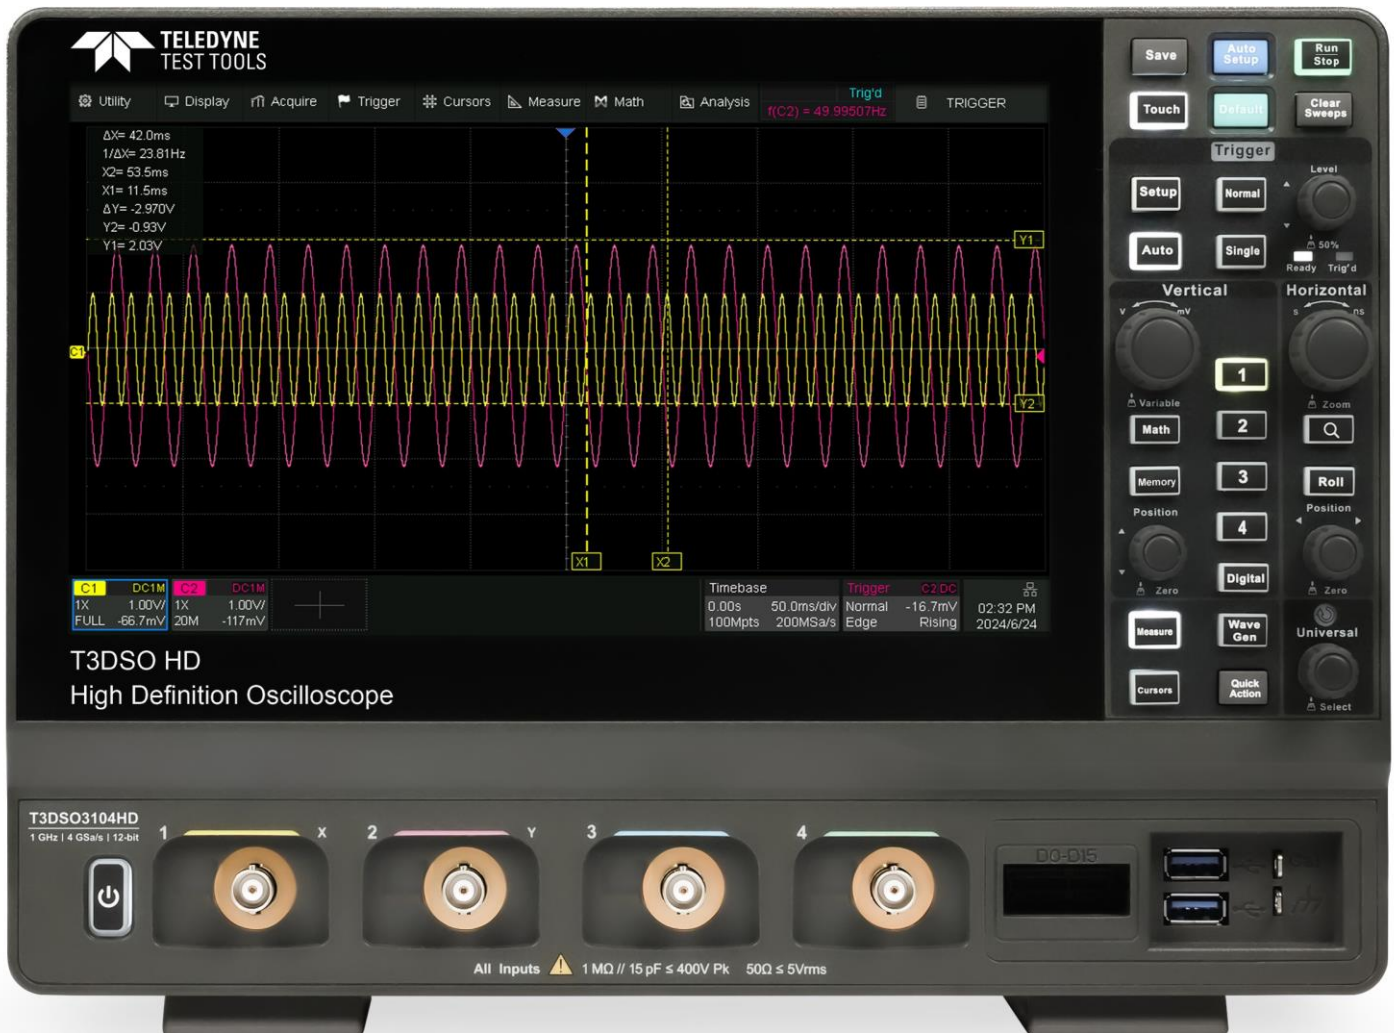 TELEDYNE
TEST TOOLS
Utility Display Acquire Trigger Cursors Measure Math Analysis
Trig'd
f(C2) = 49.99507Hz
TRIGGER
ΔX= 42.0ms
1/ΔX= 23.81Hz
X2= 53.5ms
X1= 11.5ms
ΔY= -2.970V
Y2= -0.93V
Y1= 2.03V
Y1
C1
Y2
X1 X2
C1 DC1M
1X 1.00V/
FULL -66.7mV
C2 DC1M
1X 1.00V/
20M -117mV
Timebase
0.00s 50.0ms/div
100Mpts 200MSa/s
Trigger C2 DC
Normal -16.7mV
Edge Rising
02:32 PM
2024/6/24
T3DSO HD
High Definition Oscilloscope
Save
Auto
Setup
Run
Stop
Touch
Default
Clear
Sweeps
Trigger
Level
Setup
Normal
50%
Auto
Single
Ready Trig'd
Vertical
Horizontal
V mV
s ns
1
Variable
Zoom
Math
2
Memory
3
Roll
Position
Position
4
Zero
Digital
Zero
Measure
Wave
Gen
Universal
Cursors
Quick
Action
Select
T3DSO3104HD
1 GHz | 4 GSa/s | 12-bit
1 X
2 Y
3
4
D0-D15
All Inputs 1 MΩ // 15 pF ≤ 400V Pk 50Ω ≤ 5Vrms